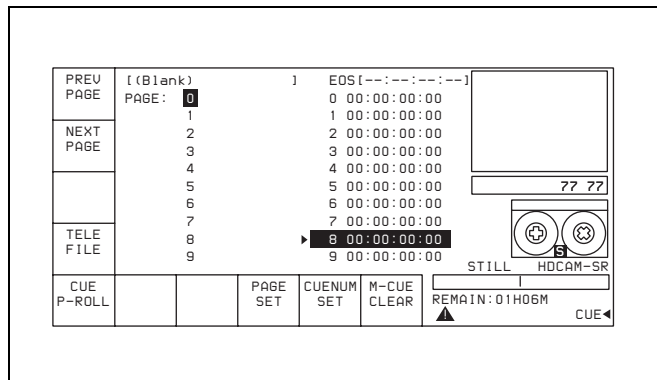 PREV PAGE
NEXT PAGE
TELE FILE
CUE P-ROLL
PAGE SET
CUENUM SET
M-CUE CLEAR
[(Blank) ] EOS[--:--:--:--]
PAGE: 0 0 00:00:00:00
1 1 00:00:00:00
2 2 00:00:00:00
3 3 00:00:00:00
4 4 00:00:00:00
5 5 00:00:00:00
6 6 00:00:00:00
7 7 00:00:00:00
8 ▶ 8 00:00:00:00
9 9 00:00:00:00
77 77
S
STILL HDCAM-SR
REMAIN:01H06M
CUE◀